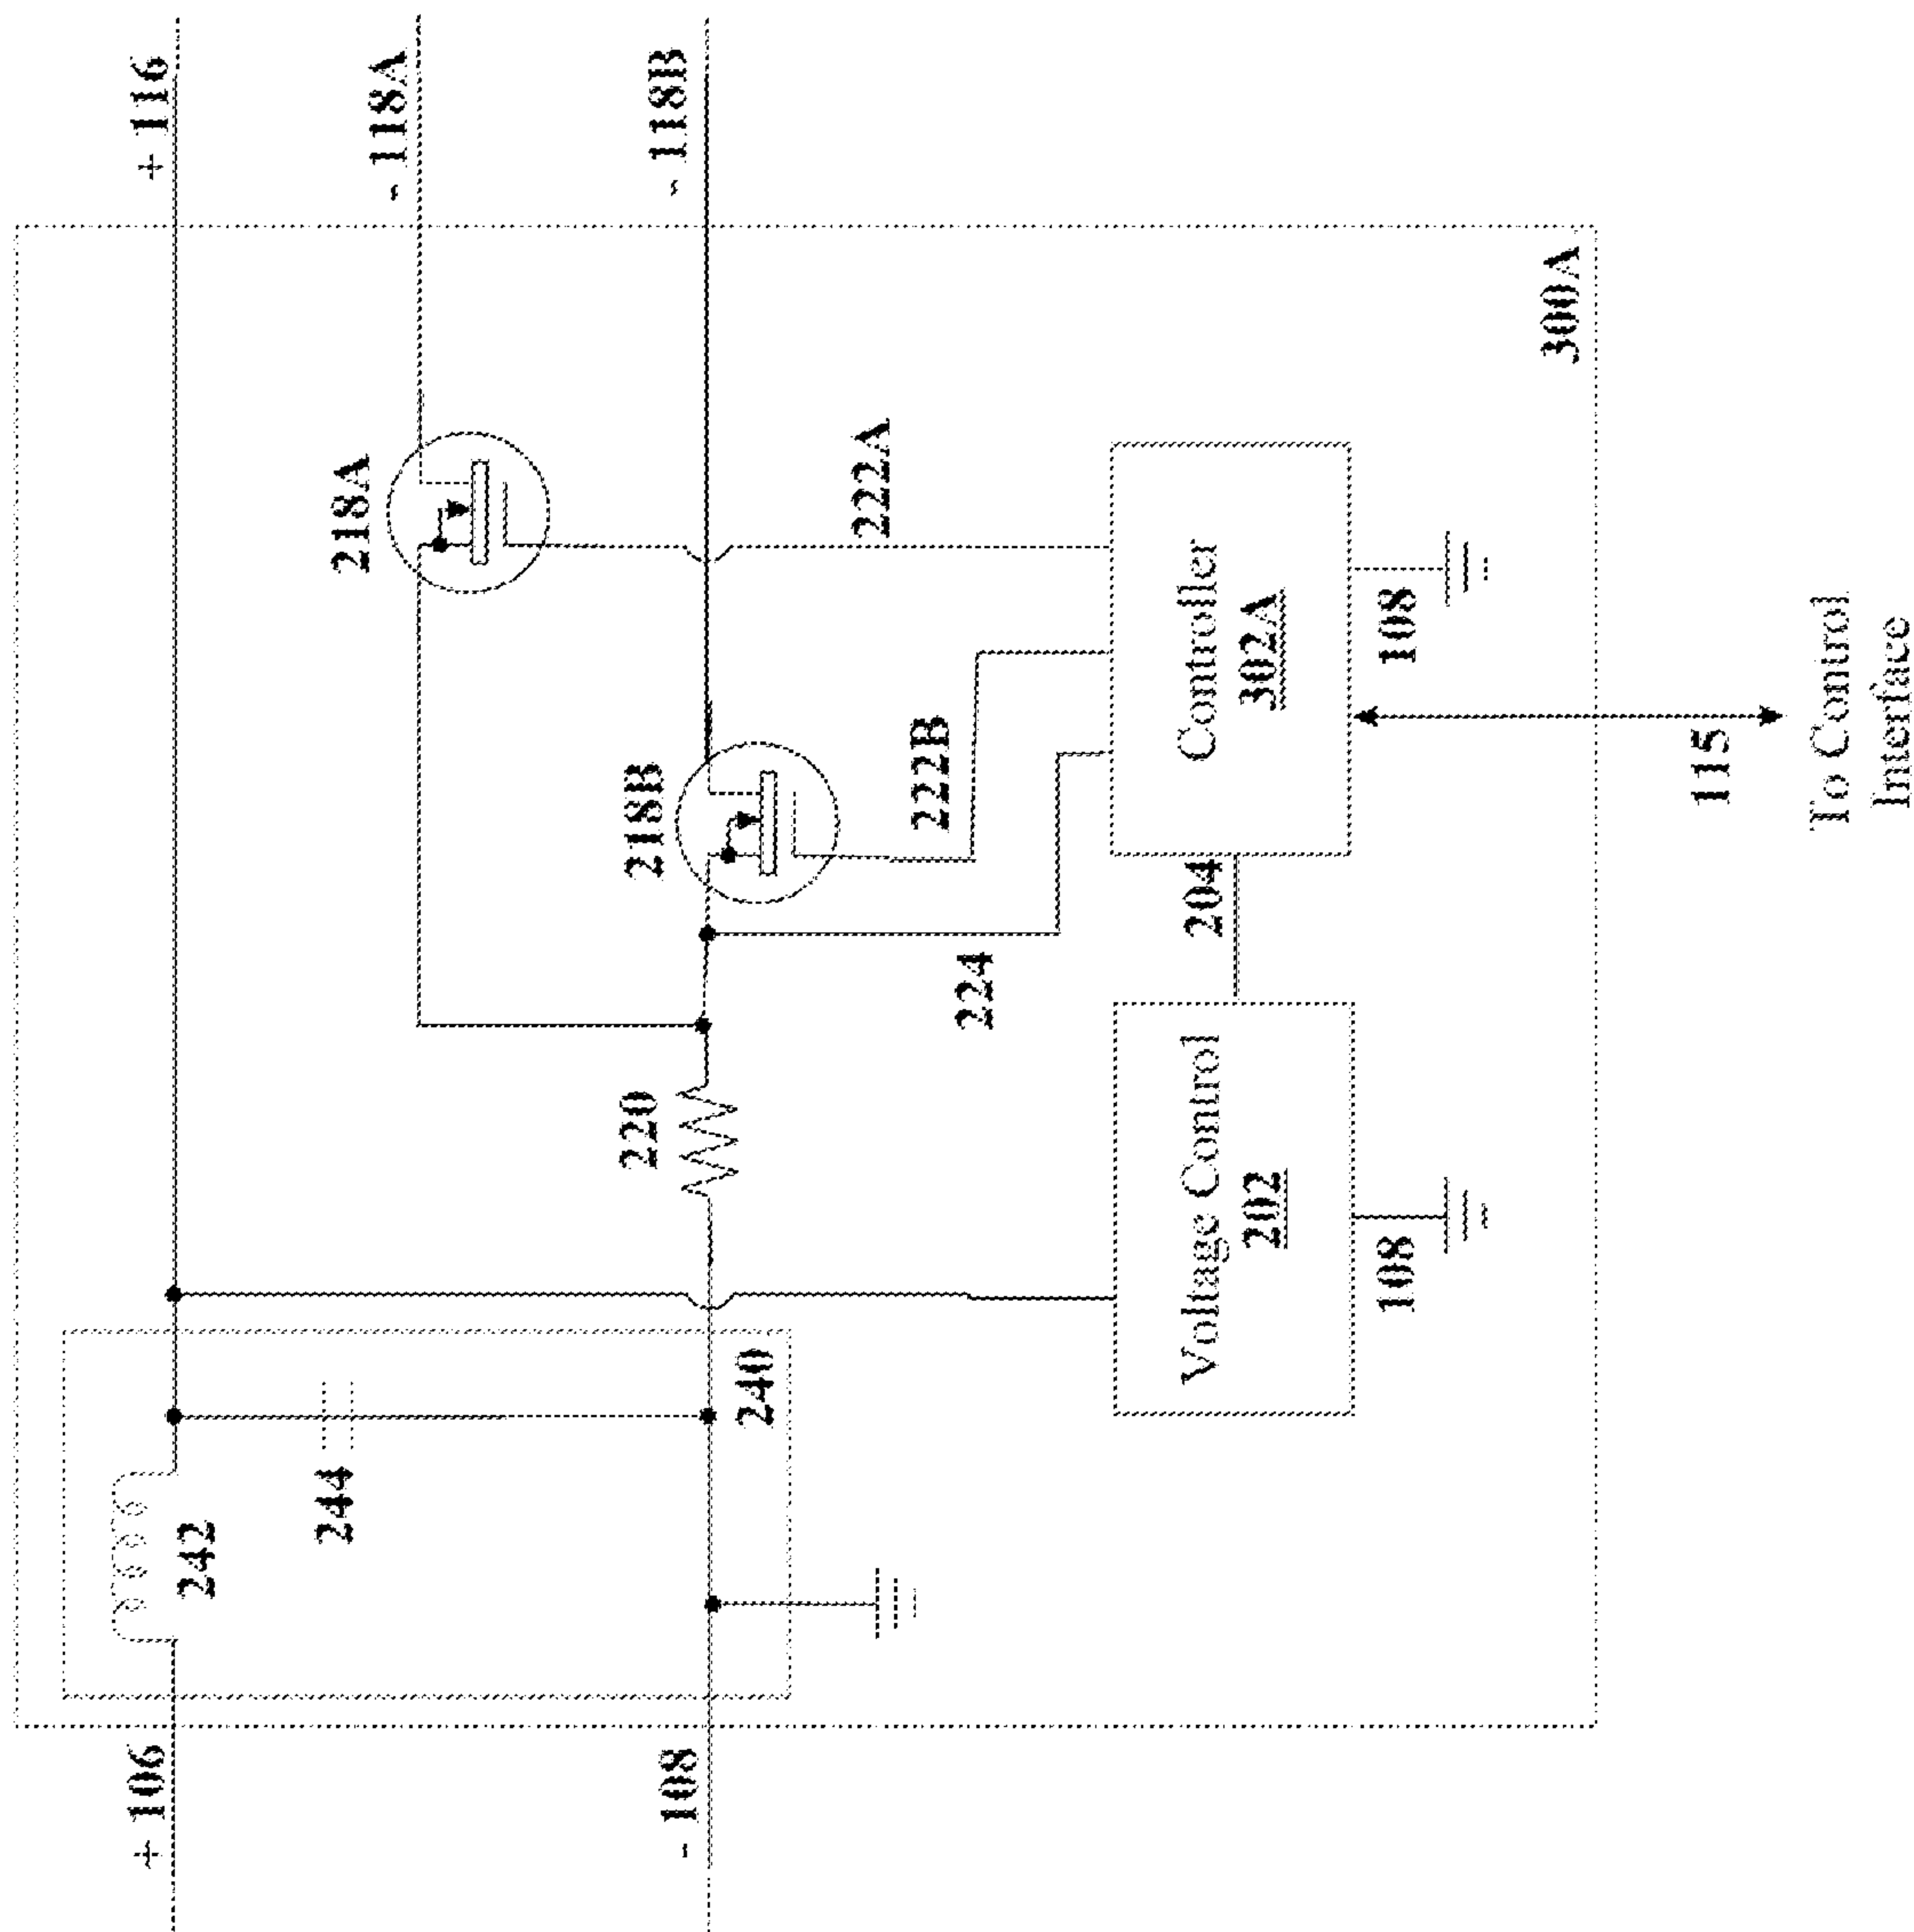 + 106
+ 116
242
244
218A
- 118A
220
218B
- 108
- 118B
240
222A
222B
224
Voltage Control
202
204
Controller
302A
108
108
300A
115
To Control
Interface